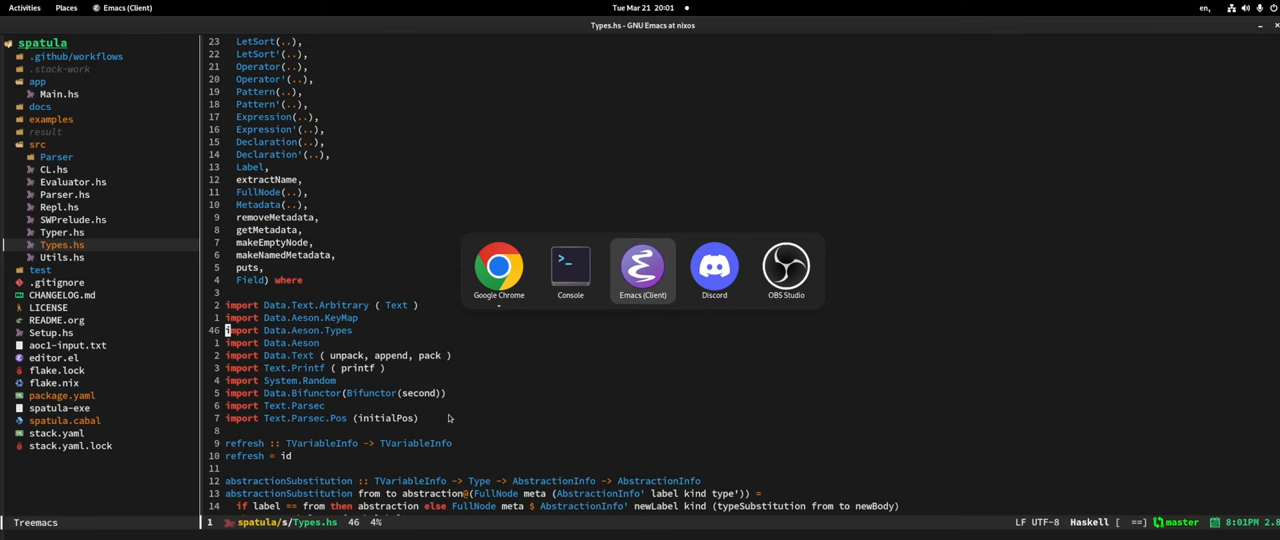 Activities Places Emacs (Client) Tue Mar 21 20:01 en,
Types.hs - GNU Emacs at nixos
spatula
.github/workflows
.stack-work
app
Main.hs
docs
examples
result
src
Parser
CL.hs
Evaluator.hs
Parser.hs
Repl.hs
SWPrelude.hs
Typer.hs
Types.hs
Utils.hs
test
.gitignore
CHANGELOG.md
LICENSE
README.org
Setup.hs
aoc1-input.txt
editor.el
flake.lock
flake.nix
package.yaml
spatula-exe
spatula.cabal
stack.yaml
stack.yaml.lock
Treemacs
23 LetSort(..),
22 LetSort'(..),
21 Operator(..),
20 Operator'(..),
19 Pattern(..),
18 Pattern'(..),
17 Expression(..),
16 Expression'(..),
15 Declaration(..),
14 Declaration'(..),
13 Label,
12 extractName,
11 FullNode(..),
10 Metadata(..),
9 removeMetadata,
8 getMetadata,
7 makeEmptyNode,
6 makeNamedMetadata,
5 puts,
4 Field) where
3
2 import Data.Text.Arbitrary ( Text )
1 import Data.Aeson.KeyMap
46 import Data.Aeson.Types
1 import Data.Aeson
2 import Data.Text ( unpack, append, pack )
3 import Text.Printf ( printf )
4 import System.Random
5 import Data.Bifunctor(Bifunctor(second))
6 import Text.Parsec
7 import Text.Parsec.Pos (initialPos)
8
9 refresh :: TVariableInfo -> TVariableInfo
10 refresh = id
11
12 abstractionSubstitution :: TVariableInfo -> Type -> AbstractionInfo -> AbstractionInfo
13 abstractionSubstitution from to abstraction@(FullNode meta (AbstractionInfo' label kind type')) =
14 if label == from then abstraction else FullNode meta $ AbstractionInfo' newLabel kind (typeSubstitution from to newBody)
1 spatula/s/Types.hs 46 4% LF UTF-8 Haskell [ ==] master 8:01PM 2.8
Google Chrome
Console
Emacs (Client)
Discord
OBS Studio